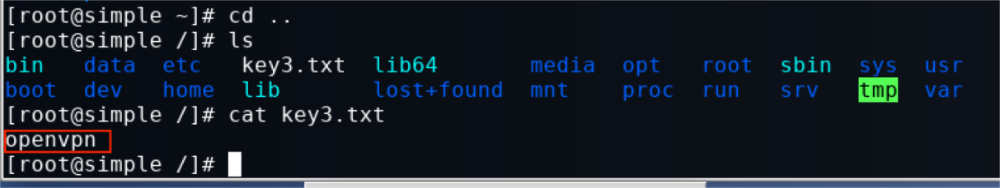 [root@simple ~]# cd ..
[root@simple /]# ls
bin data etc key3.txt lib64 media opt root sbin sys usr
boot dev home lib lost+found mnt proc run srv tmp var
[root@simple /]# cat key3.txt
openvpn
[root@simple /]#